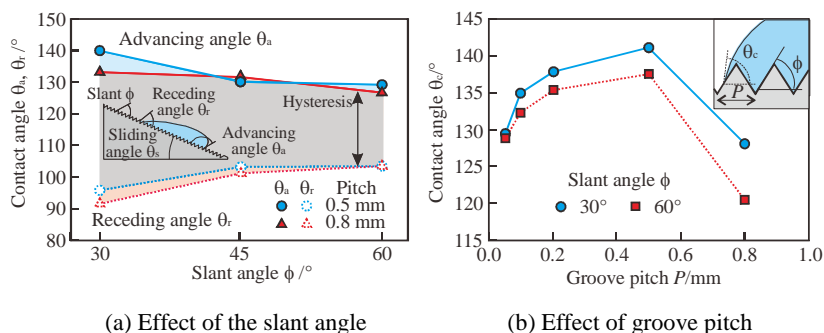 Contact angle θa, θr /°
150
140
130
120
110
100
90
80
Advancing angle θa
Slant ϕ
Receding
angle θr
Hysteresis
Sliding
angle θs
Advancing
angle θa
Receding angle θr
θa θr Pitch
0.5 mm
0.8 mm
30 45 60
Slant angle ϕ /°
(a) Effect of the slant angle
Contact angle θc/°
145
140
135
130
125
120
115
θc
ϕ
P
Slant angle ϕ
30° 60°
0.0 0.2 0.4 0.6 0.8 1.0
Groove pitch P/mm
(b) Effect of groove pitch